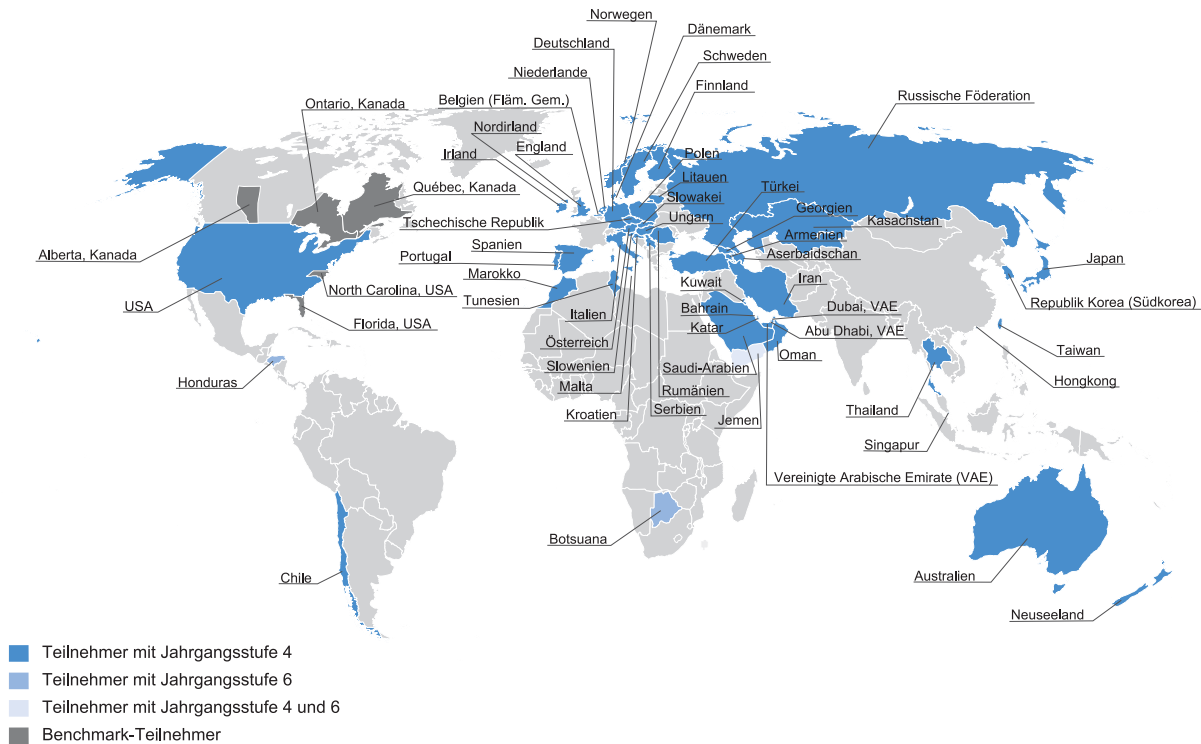 Norwegen
Dänemark
Deutschland
Schweden
Niederlande
Finnland
Belgien (Fläm. Gem.)
Ontario, Kanada
Russische Föderation
Nordirland
England
Irland
Polen
Litauen
Québec, Kanada
Türkei
Slowakei
Georgien
Tschechische Republik
Ungarn
Kasachstan
Armenien
Spanien
Aserbaidschan
Alberta, Kanada
Portugal
Japan
Marokko
Kuwait
Iran
USA
North Carolina, USA
Tunesien
Republik Korea (Südkorea)
Bahrain
Dubai, VAE
Florida, USA
Italien
Katar
Abu Dhabi, VAE
Österreich
Taiwan
Honduras
Slowenien
Saudi-Arabien
Oman
Malta
Rumänien
Hongkong
Kroatien
Serbien
Jemen
Thailand
Singapur
Vereinigte Arabische Emirate (VAE)
Botsuana
Chile
Australien
Neuseeland
Teilnehmer mit Jahrgangsstufe 4
Teilnehmer mit Jahrgangsstufe 6
Teilnehmer mit Jahrgangsstufe 4 und 6
Benchmark-Teilnehmer